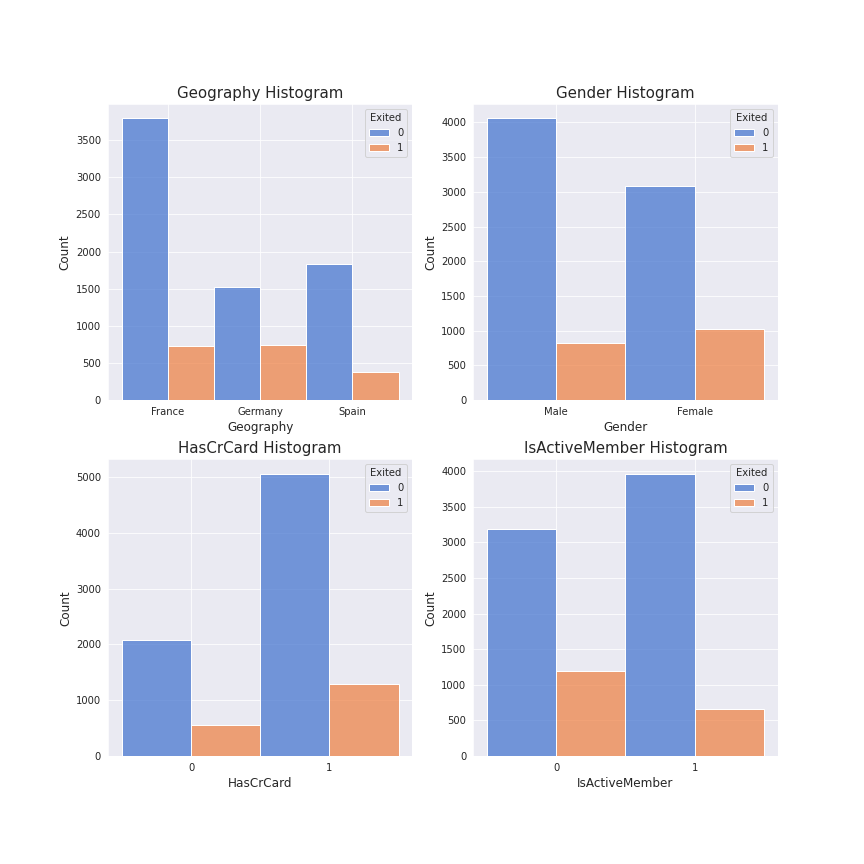 Geography Histogram
Exited
0
1
3500
3000
2500
2000
1500
1000
500
0
Count
France Germany Spain
Geography
Gender Histogram
Exited
0
1
4000
3500
3000
2500
2000
1500
1000
500
0
Count
Male Female
Gender
HasCrCard Histogram
Exited
0
1
5000
4000
3000
2000
1000
0
Count
0 1
HasCrCard
IsActiveMember Histogram
Exited
0
1
4000
3500
3000
2500
2000
1500
1000
500
0
Count
0 1
IsActiveMember